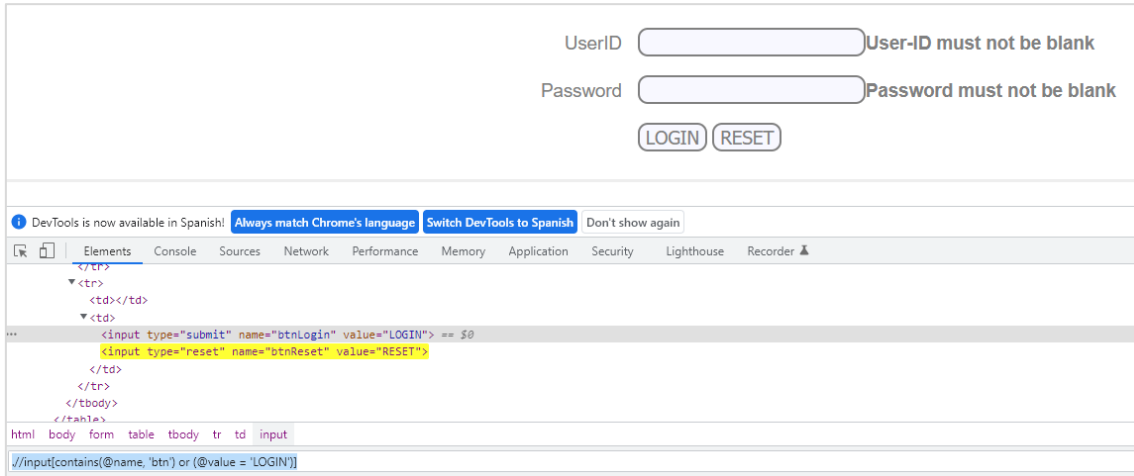 UserID User-ID must not be blank
Password Password must not be blank
LOGIN RESET
DevTools is now available in Spanish! Always match Chrome's language Switch DevTools to Spanish Don't show again
Elements Console Sources Network Performance Memory Application Security Lighthouse Recorder
</tr>
<tr>
<td></td>
<td>
... <input type="submit" name="btnLogin" value="LOGIN"> == $0
<input type="reset" name="btnReset" value="RESET">
</td>
</tr>
</tbody>
</table>
html body form table tbody tr td input
.//input[contains(@name, 'btn') or (@value = 'LOGIN')]